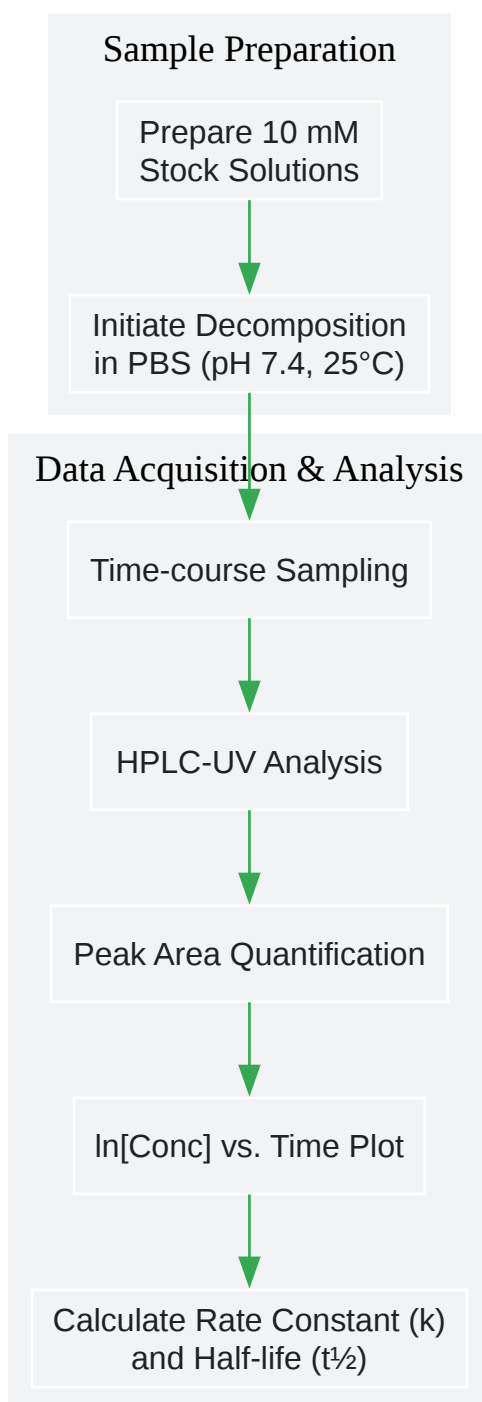 Sample Preparation
Prepare 10 mM
Stock Solutions
Initiate Decomposition
in PBS (pH 7.4, 25°C)
Data Acquisition & Analysis
Time-course Sampling
HPLC-UV Analysis
Peak Area Quantification
ln[Conc] vs. Time Plot
Calculate Rate Constant (k)
and Half-life (t½)